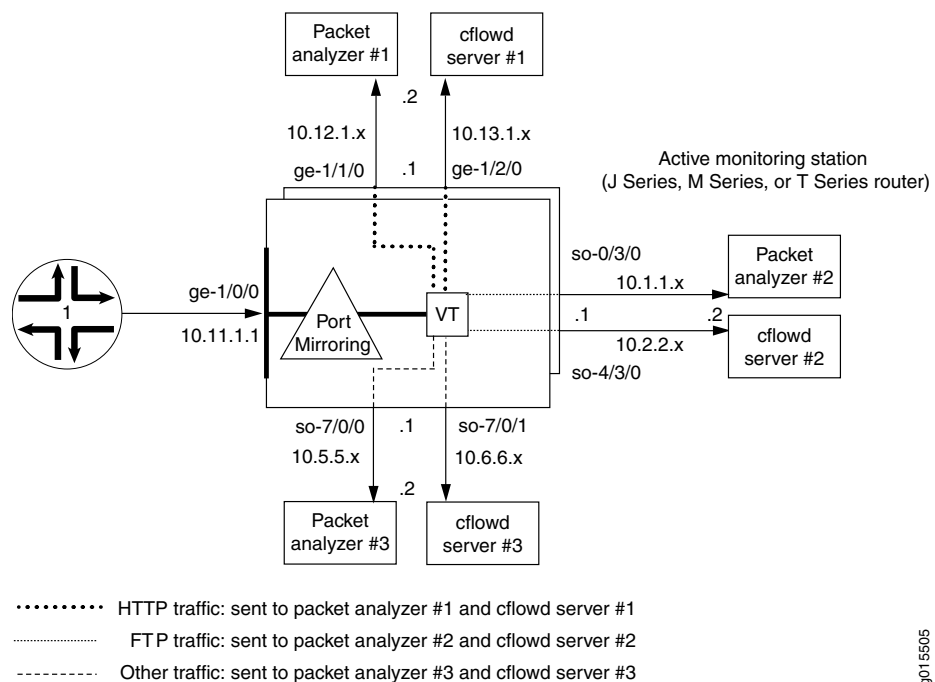 Packet
analyzer #1
cflowd
server #1
.2
10.12.1.x
10.13.1.x
ge-1/1/0
.1
ge-1/2/0
Active monitoring station
(J Series, M Series, or T Series router)
so-0/3/0
Packet
analyzer #2
10.1.1.x
ge-1/0/0
1
10.11.1.1
Port
Mirroring
VT
.1
.2
10.2.2.x
cflowd
server #2
so-4/3/0
so-7/0/0
.1
so-7/0/1
10.5.5.x
10.6.6.x
.2
Packet
analyzer #3
cflowd
server #3
HTTP traffic: sent to packet analyzer #1 and cflowd server #1
FTP traffic: sent to packet analyzer #2 and cflowd server #2
Other traffic: sent to packet analyzer #3 and cflowd server #3
g015505